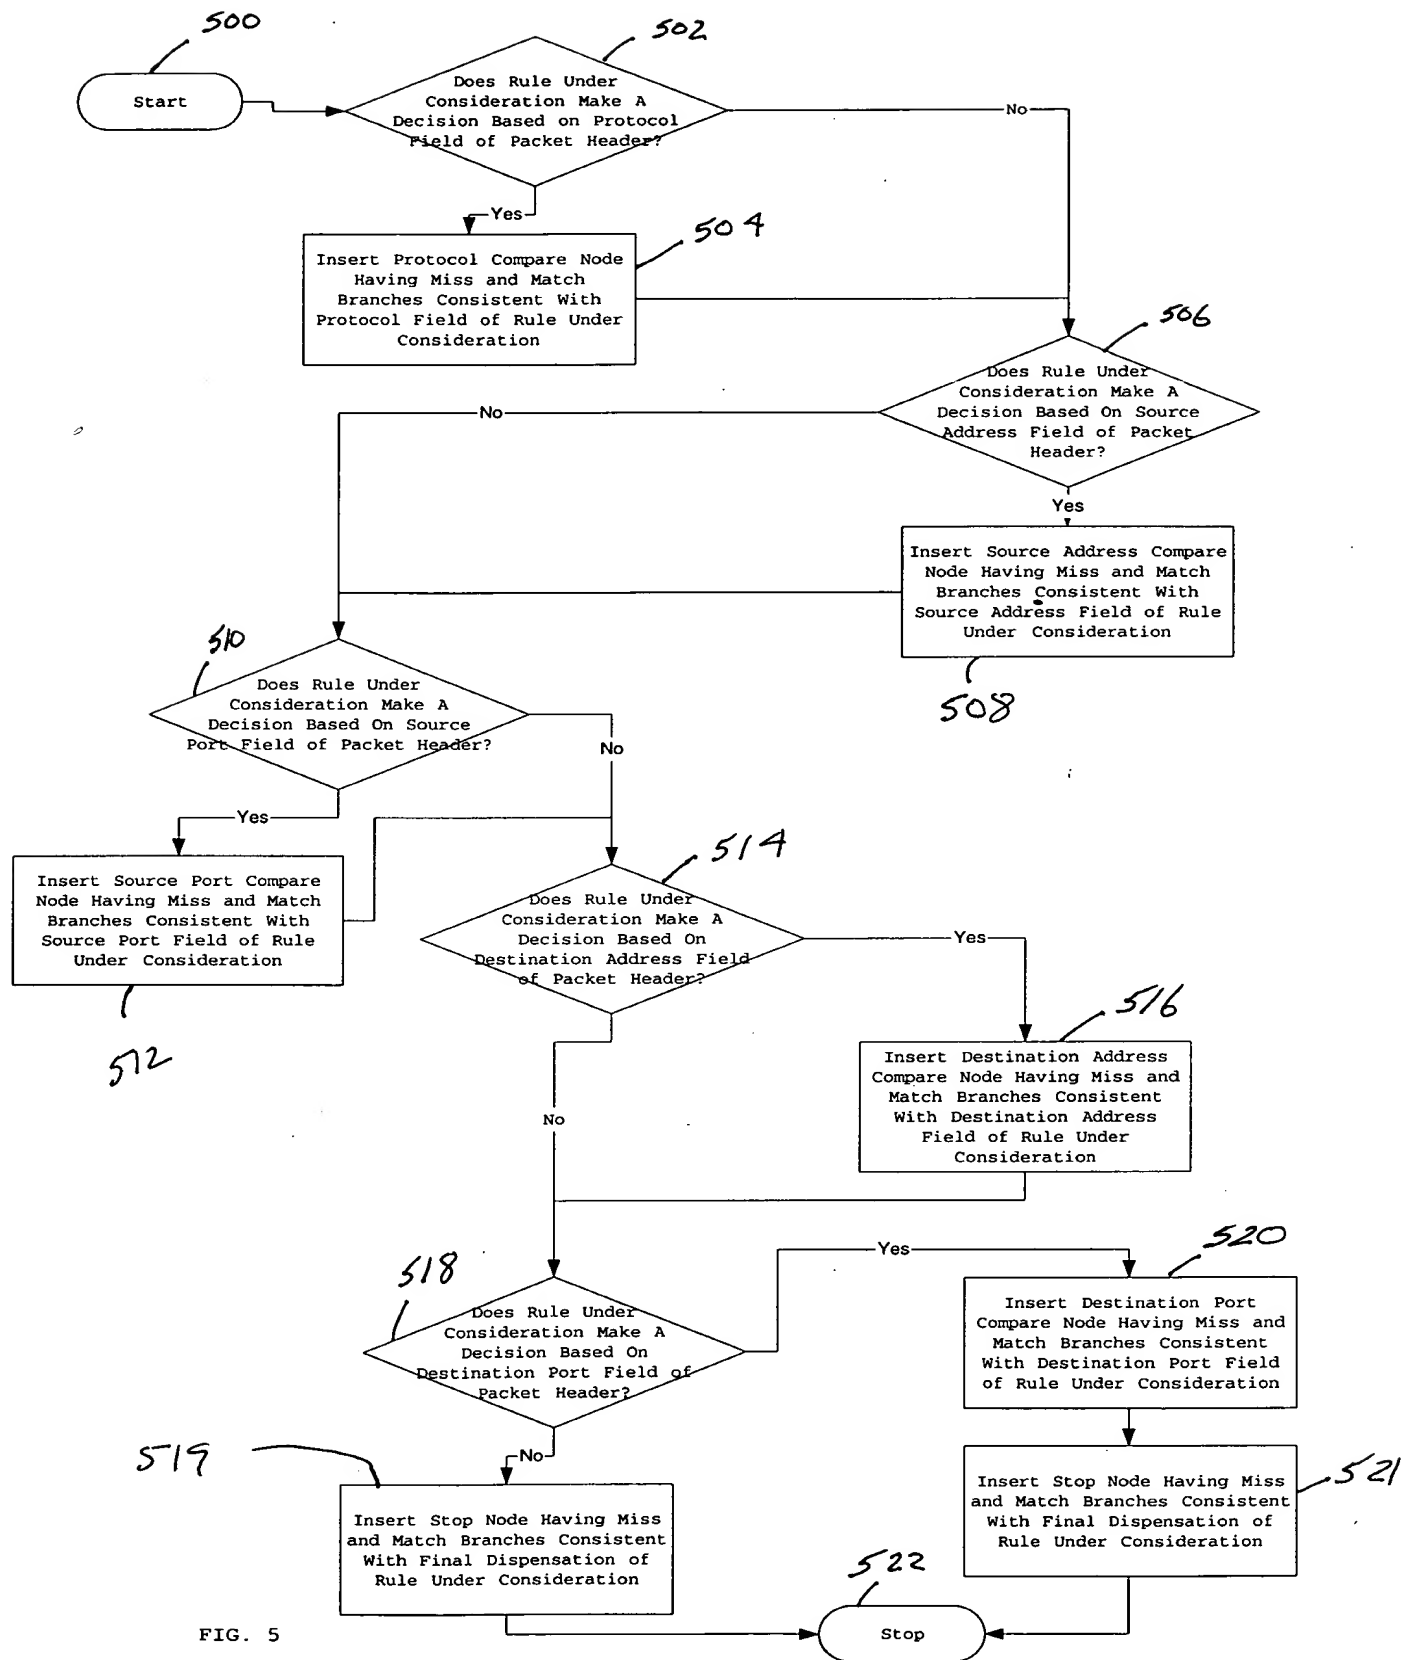 500
Start
502
Does Rule Under
Consideration Make A
Decision Based on Protocol
Field of Packet Header?
No
Yes
504
Insert Protocol Compare Node
Having Miss and Match
Branches Consistent With
Protocol Field of Rule Under
Consideration
506
Does Rule Under
Consideration Make A
Decision Based On Source
Address Field of Packet
Header?
No
Yes
Insert Source Address Compare
Node Having Miss and Match
Branches Consistent With
Source Address Field of Rule
Under Consideration
508
510
Does Rule Under
Consideration Make A
Decision Based On Source
Port Field of Packet Header?
No
Yes
Insert Source Port Compare
Node Having Miss and Match
Branches Consistent With
Source Port Field of Rule
Under Consideration
512
514
Does Rule Under
Consideration Make A
Decision Based On
Destination Address Field
of Packet Header?
Yes
516
Insert Destination Address
Compare Node Having Miss and
Match Branches Consistent
With Destination Address
Field of Rule Under
Consideration
No
518
Does Rule Under
Consideration Make A
Decision Based On
Destination Port Field of
Packet Header?
Yes
520
Insert Destination Port
Compare Node Having Miss and
Match Branches Consistent
With Destination Port Field
of Rule Under Consideration
No
519
Insert Stop Node Having Miss
and Match Branches Consistent
With Final Dispensation of
Rule Under Consideration
521
Insert Stop Node Having Miss
and Match Branches Consistent
With Final Dispensation of
Rule Under Consideration
522
Stop
FIG. 5